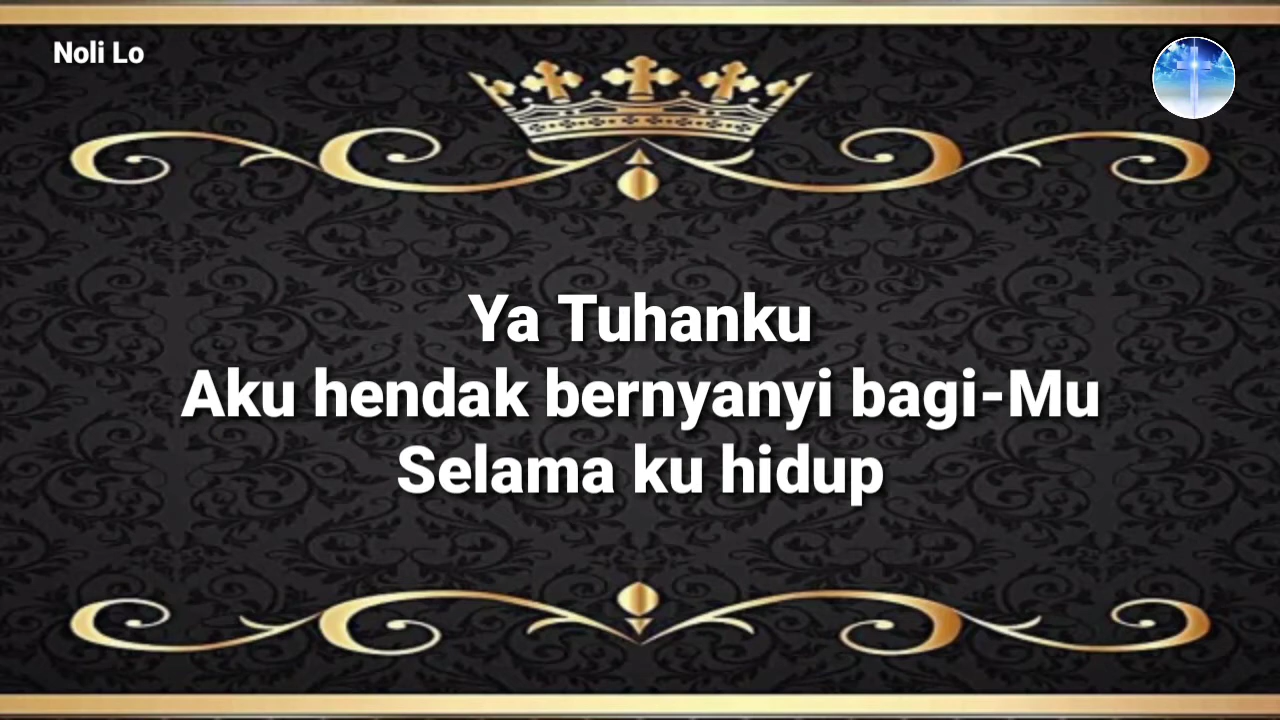 Noli Lo
Ya Tuhanku
Aku hendak bernyanyi bagi-Mu
Selama ku hidup